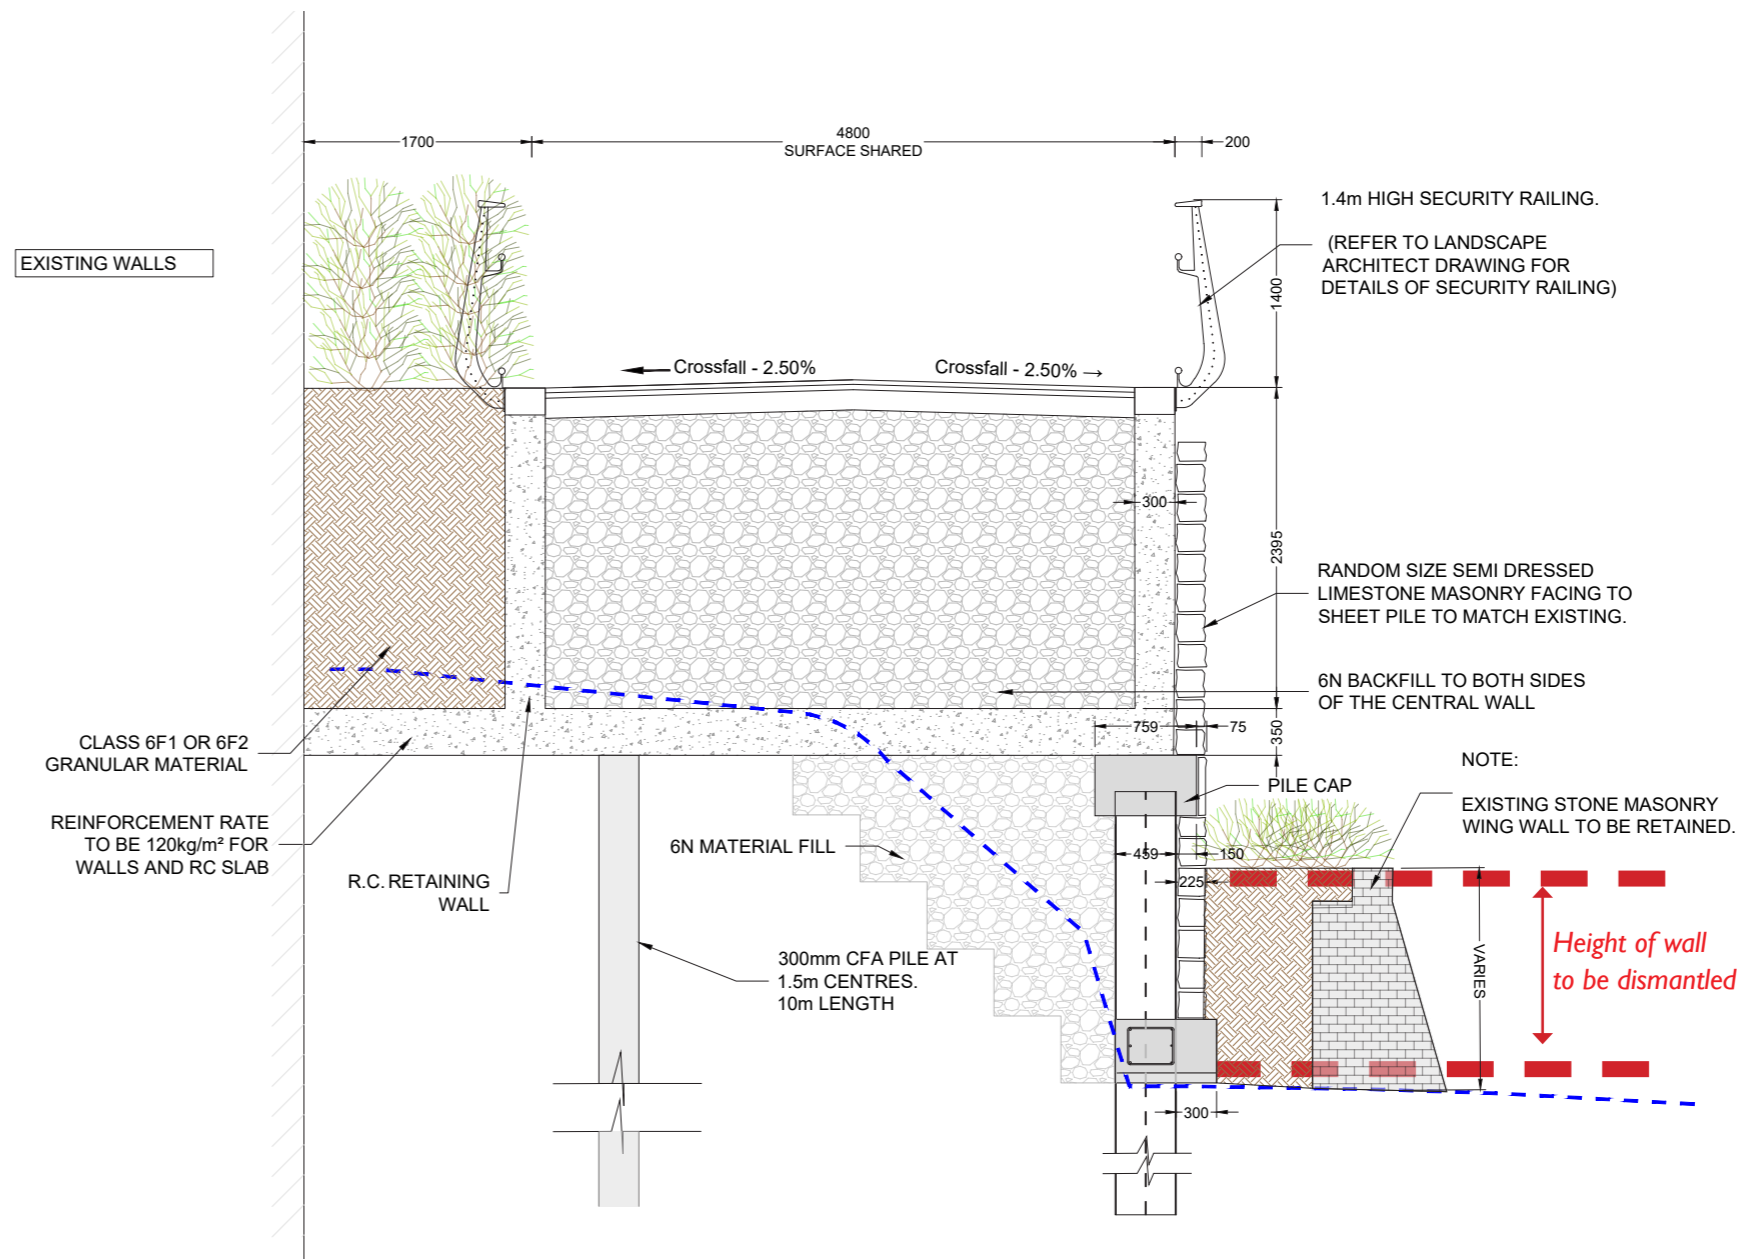 1700
4800
SURFACE SHARED
200
EXISTING WALLS
1.4m HIGH SECURITY RAILING.
(REFER TO LANDSCAPE
ARCHITECT DRAWING FOR
DETAILS OF SECURITY RAILING)
1400
Crossfall - 2.50%
Crossfall - 2.50%
300
2395
RANDOM SIZE SEMI DRESSED
LIMESTONE MASONRY FACING TO
SHEET PILE TO MATCH EXISTING.
6N BACKFILL TO BOTH SIDES
OF THE CENTRAL WALL
759
75
350
CLASS 6F1 OR 6F2
GRANULAR MATERIAL
NOTE:
PILE CAP
EXISTING STONE MASONRY
WING WALL TO BE RETAINED.
REINFORCEMENT RATE
TO BE 120kg/m² FOR
WALLS AND RC SLAB
6N MATERIAL FILL
459
150
R.C. RETAINING
WALL
225
VARIES
Height of wall
to be dismantled
300mm CFA PILE AT
1.5m CENTRES.
10m LENGTH
300